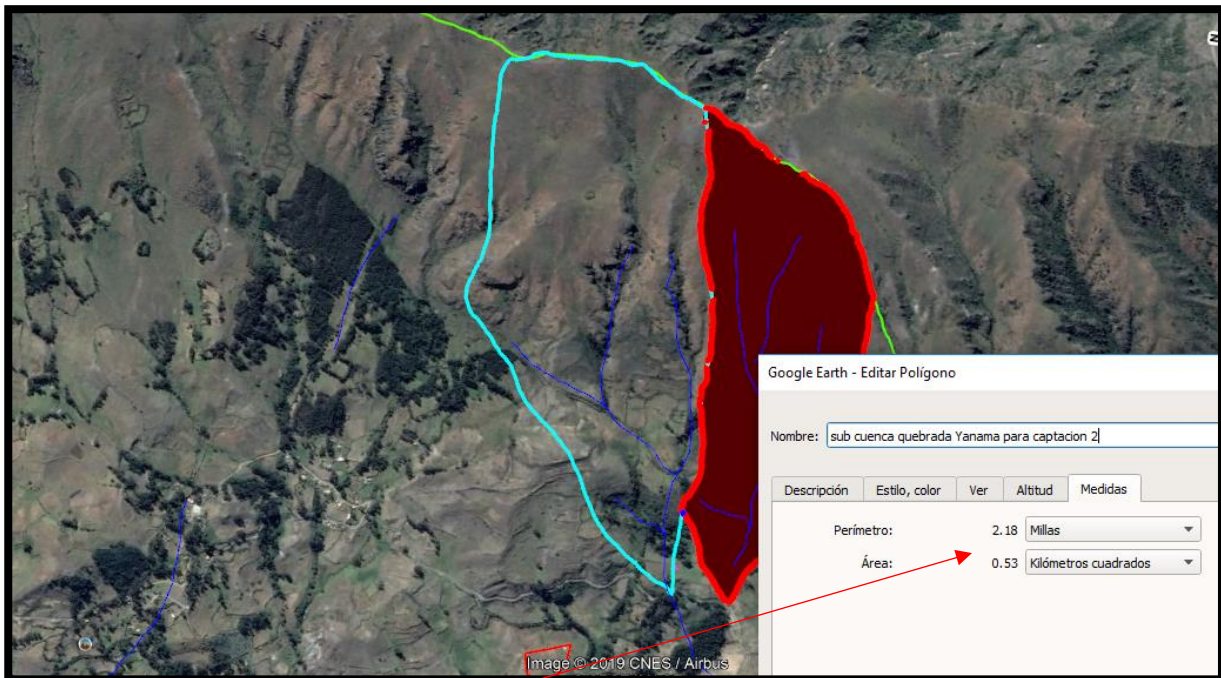 N
Google Earth - Editar Polígono
Nombre: sub cuenca quebrada Yanama para captacion 2
Descripción Estilo, color Ver Altitud Medidas
Perímetro: 2.18 Millas
Área: 0.53 Kilómetros cuadrados
Image © 2019 CNES / Airbus